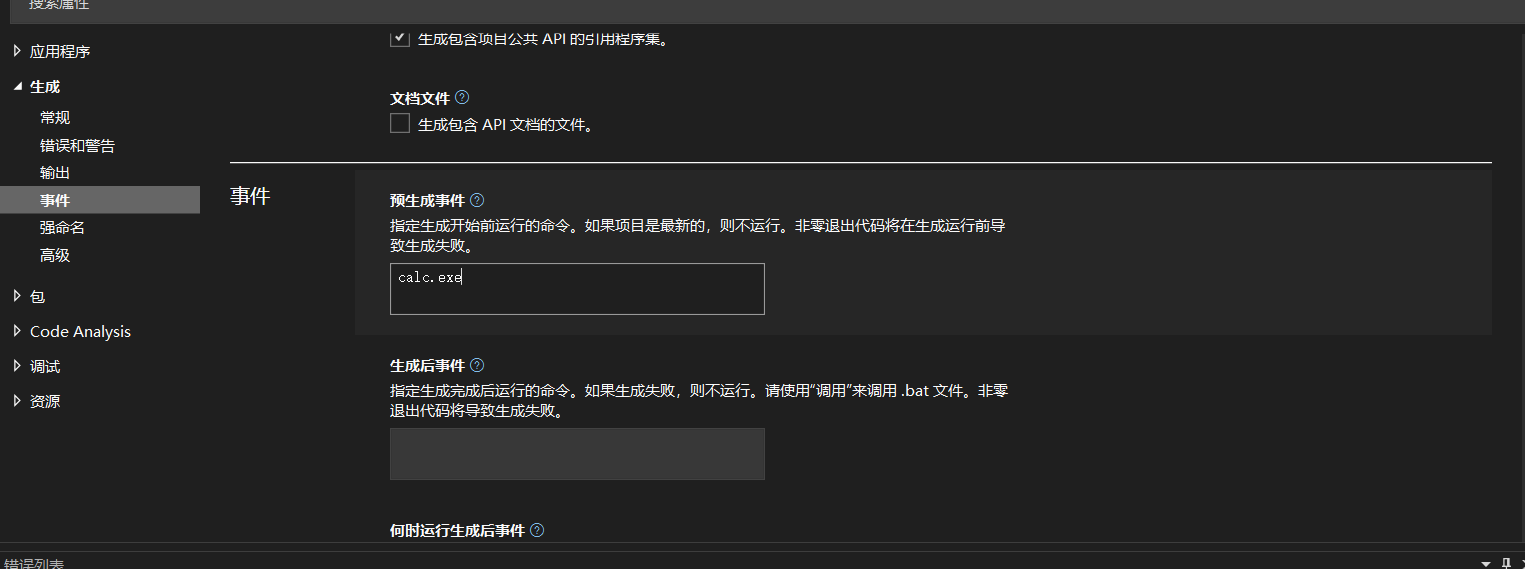 搜索属性
应用程序
生成
常规
错误和警告
输出
事件
强命名
高级
包
Code Analysis
调试
资源
生成包含项目公共 API 的引用程序集。
文档文件
生成包含 API 文档的文件。
事件
预生成事件
指定生成开始前运行的命令。如果项目是最新的，则不运行。非零退出代码将在生成运行前导
致生成失败。
calc.exe
生成后事件
指定生成完成后运行的命令。如果生成失败，则不运行。请使用“调用”来调用 .bat 文件。非零
退出代码将导致生成失败。
何时运行生成后事件
错误列表